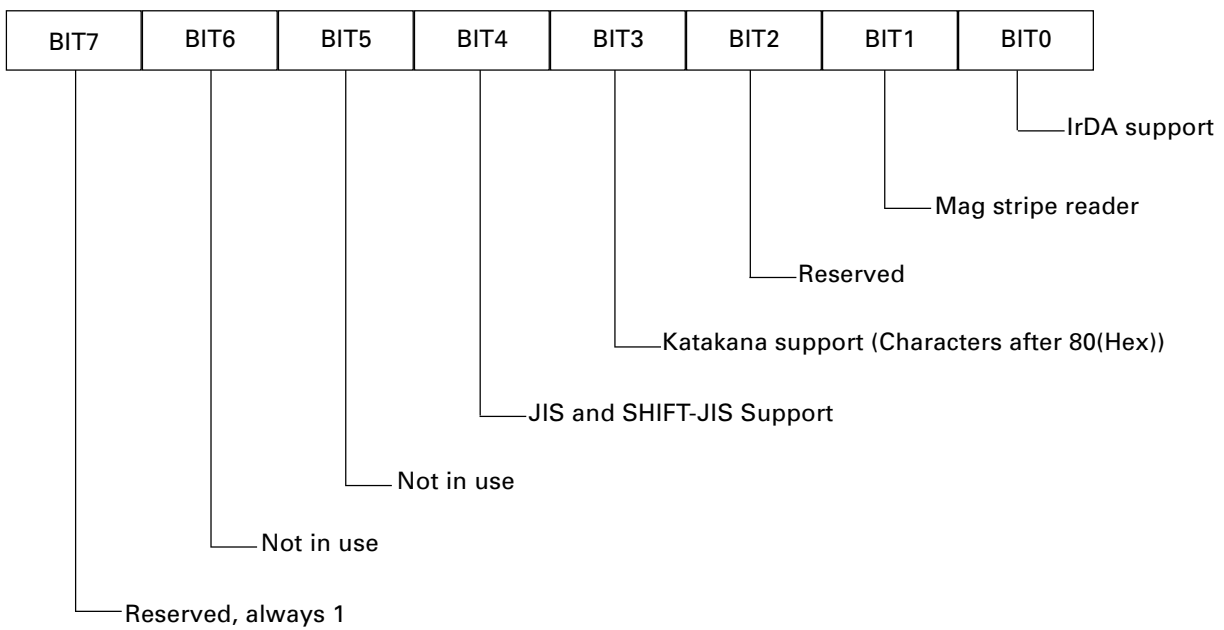 BIT7 BIT6 BIT5 BIT4 BIT3 BIT2 BIT1 BIT0
IrDA support
Mag stripe reader
Reserved
Katakana support (Characters after 80(Hex))
JIS and SHIFT-JIS Support
Not in use
Not in use
Reserved, always 1